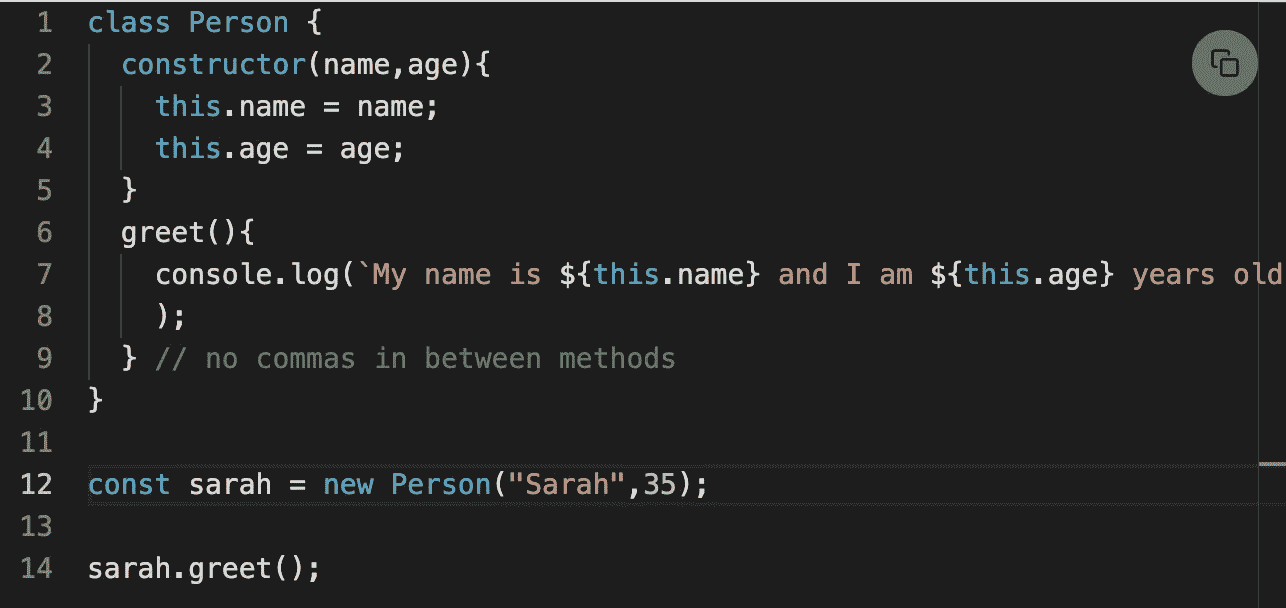 1 class Person {
2 constructor(name,age){
3 this.name = name;
4 this.age = age;
5 }
6 greet(){
7 console.log(`My name is ${this.name} and I am ${this.age} years old
8 );
9 } // no commas in between methods
10 }
11
12 const sarah = new Person("Sarah",35);
13
14 sarah.greet();